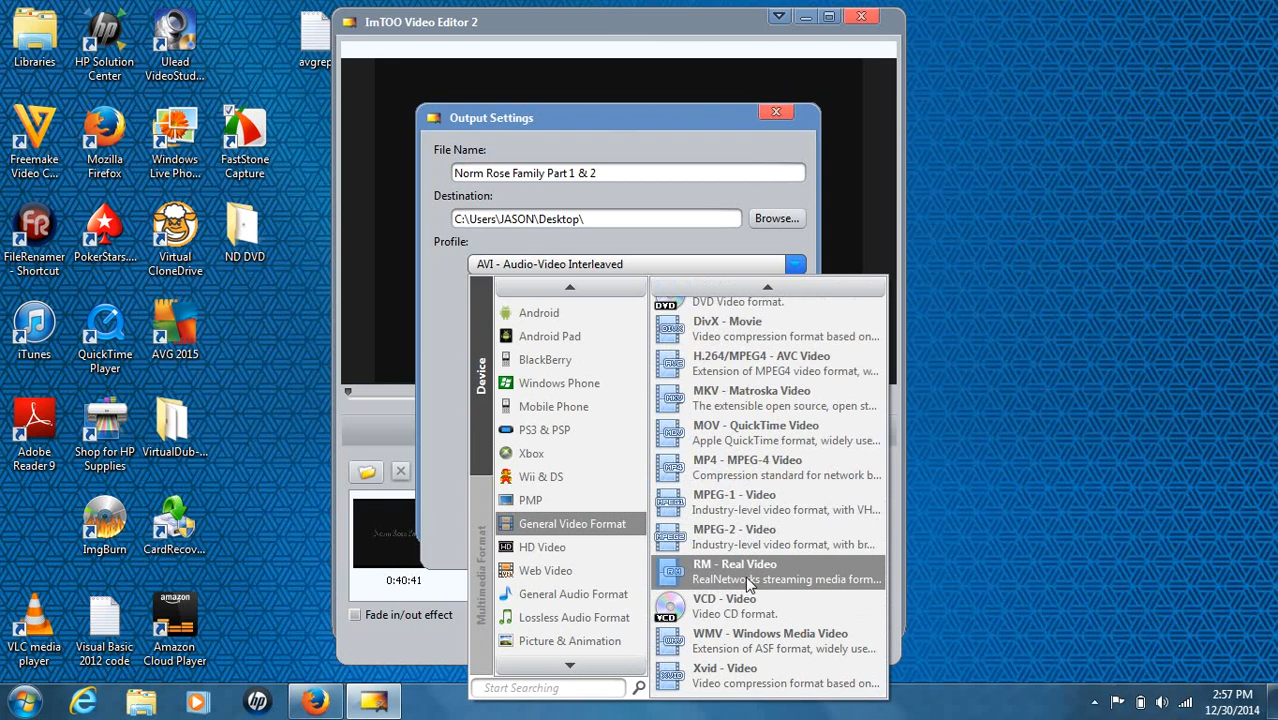 Libraries
HP Solution
Center
Ulead
VideoStud...
avgrep
Freemake
Video C...
Mozilla
Firefox
Windows
Live Pho...
FastStone
Capture
FileRenamer
- Shortcut
PokerStars....
Virtual
CloneDrive
ND DVD
iTunes
QuickTime
Player
AVG 2015
Adobe
Reader 9
Shop for HP
Supplies
VirtualDub-...
ImgBurn
CardRecov...
VLC media
player
Visual Basic
2012 code
Amazon
Cloud Player
ImTOO Video Editor 2
Output Settings
File Name:
Norm Rose Family Part 1 & 2
Destination:
C:\Users\JASON\Desktop\
Browse...
Profile:
AVI - Audio-Video Interleaved
Device
Multimedia Format
Android
Android Pad
BlackBerry
Windows Phone
Mobile Phone
PS3 & PSP
Xbox
Wii & DS
PMP
General Video Format
HD Video
Web Video
General Audio Format
Lossless Audio Format
Picture & Animation
Start Searching
DVD Video format.
DivX - Movie
Video compression format based on...
H.264/MPEG4 - AVC Video
Extension of MPEG4 video format, w...
MKV - Matroska Video
The extensible open source, open st...
MOV - QuickTime Video
Apple QuickTime format, widely use...
MP4 - MPEG-4 Video
Compression standard for network b...
MPEG-1 - Video
Industry-level video format, with VH...
MPEG-2 - Video
Industry-level video format, with br...
RM - Real Video
RealNetworks streaming media form...
VCD - Video
Video CD format.
WMV - Windows Media Video
Extension of ASF format, widely use...
Xvid - Video
Video compression format based on...
0:40:41
Fade in/out effect
2:57 PM
12/30/2014